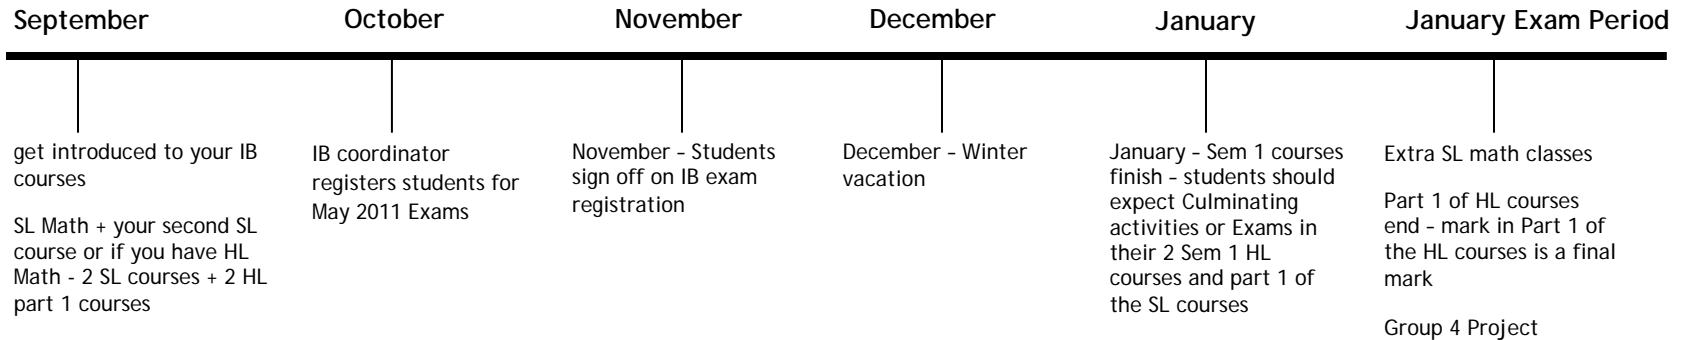 September
October
November
December
January
January Exam Period
get introduced to your IB
courses
SL Math + your second SL
course or if you have HL
Math - 2 SL courses + 2 HL
part 1 courses
IB coordinator
registers students for
May 2011 Exams
November – Students
sign off on IB exam
registration
December – Winter
vacation
January – Sem 1 courses
finish – students should
expect Culminating
activities or Exams in
their 2 Sem 1 HL
courses and part 1 of
the SL courses
Extra SL math classes
Part 1 of HL courses
end – mark in Part 1 of
the HL courses is a final
mark
Group 4 Project